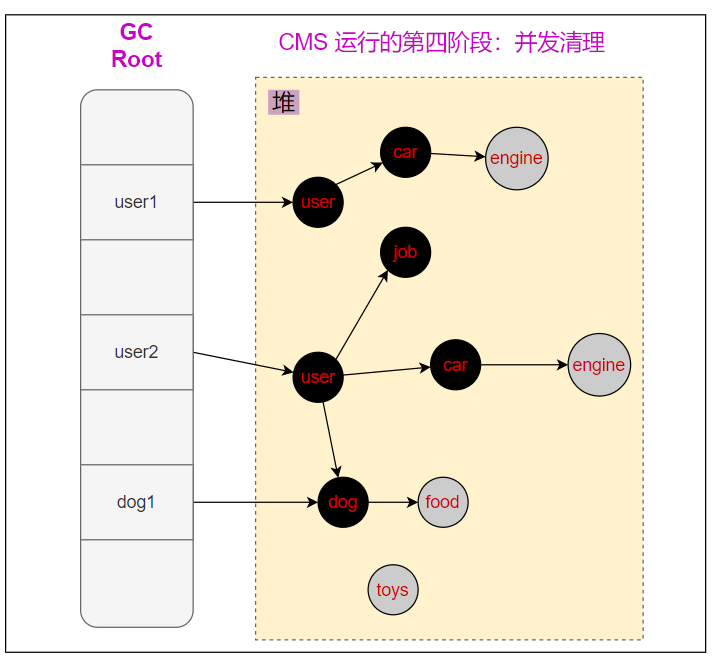 GC
Root
CMS 运行的第四阶段：并发清理
堆
car
engine
user1
user
job
user2
user
car
engine
dog1
dog
food
toys